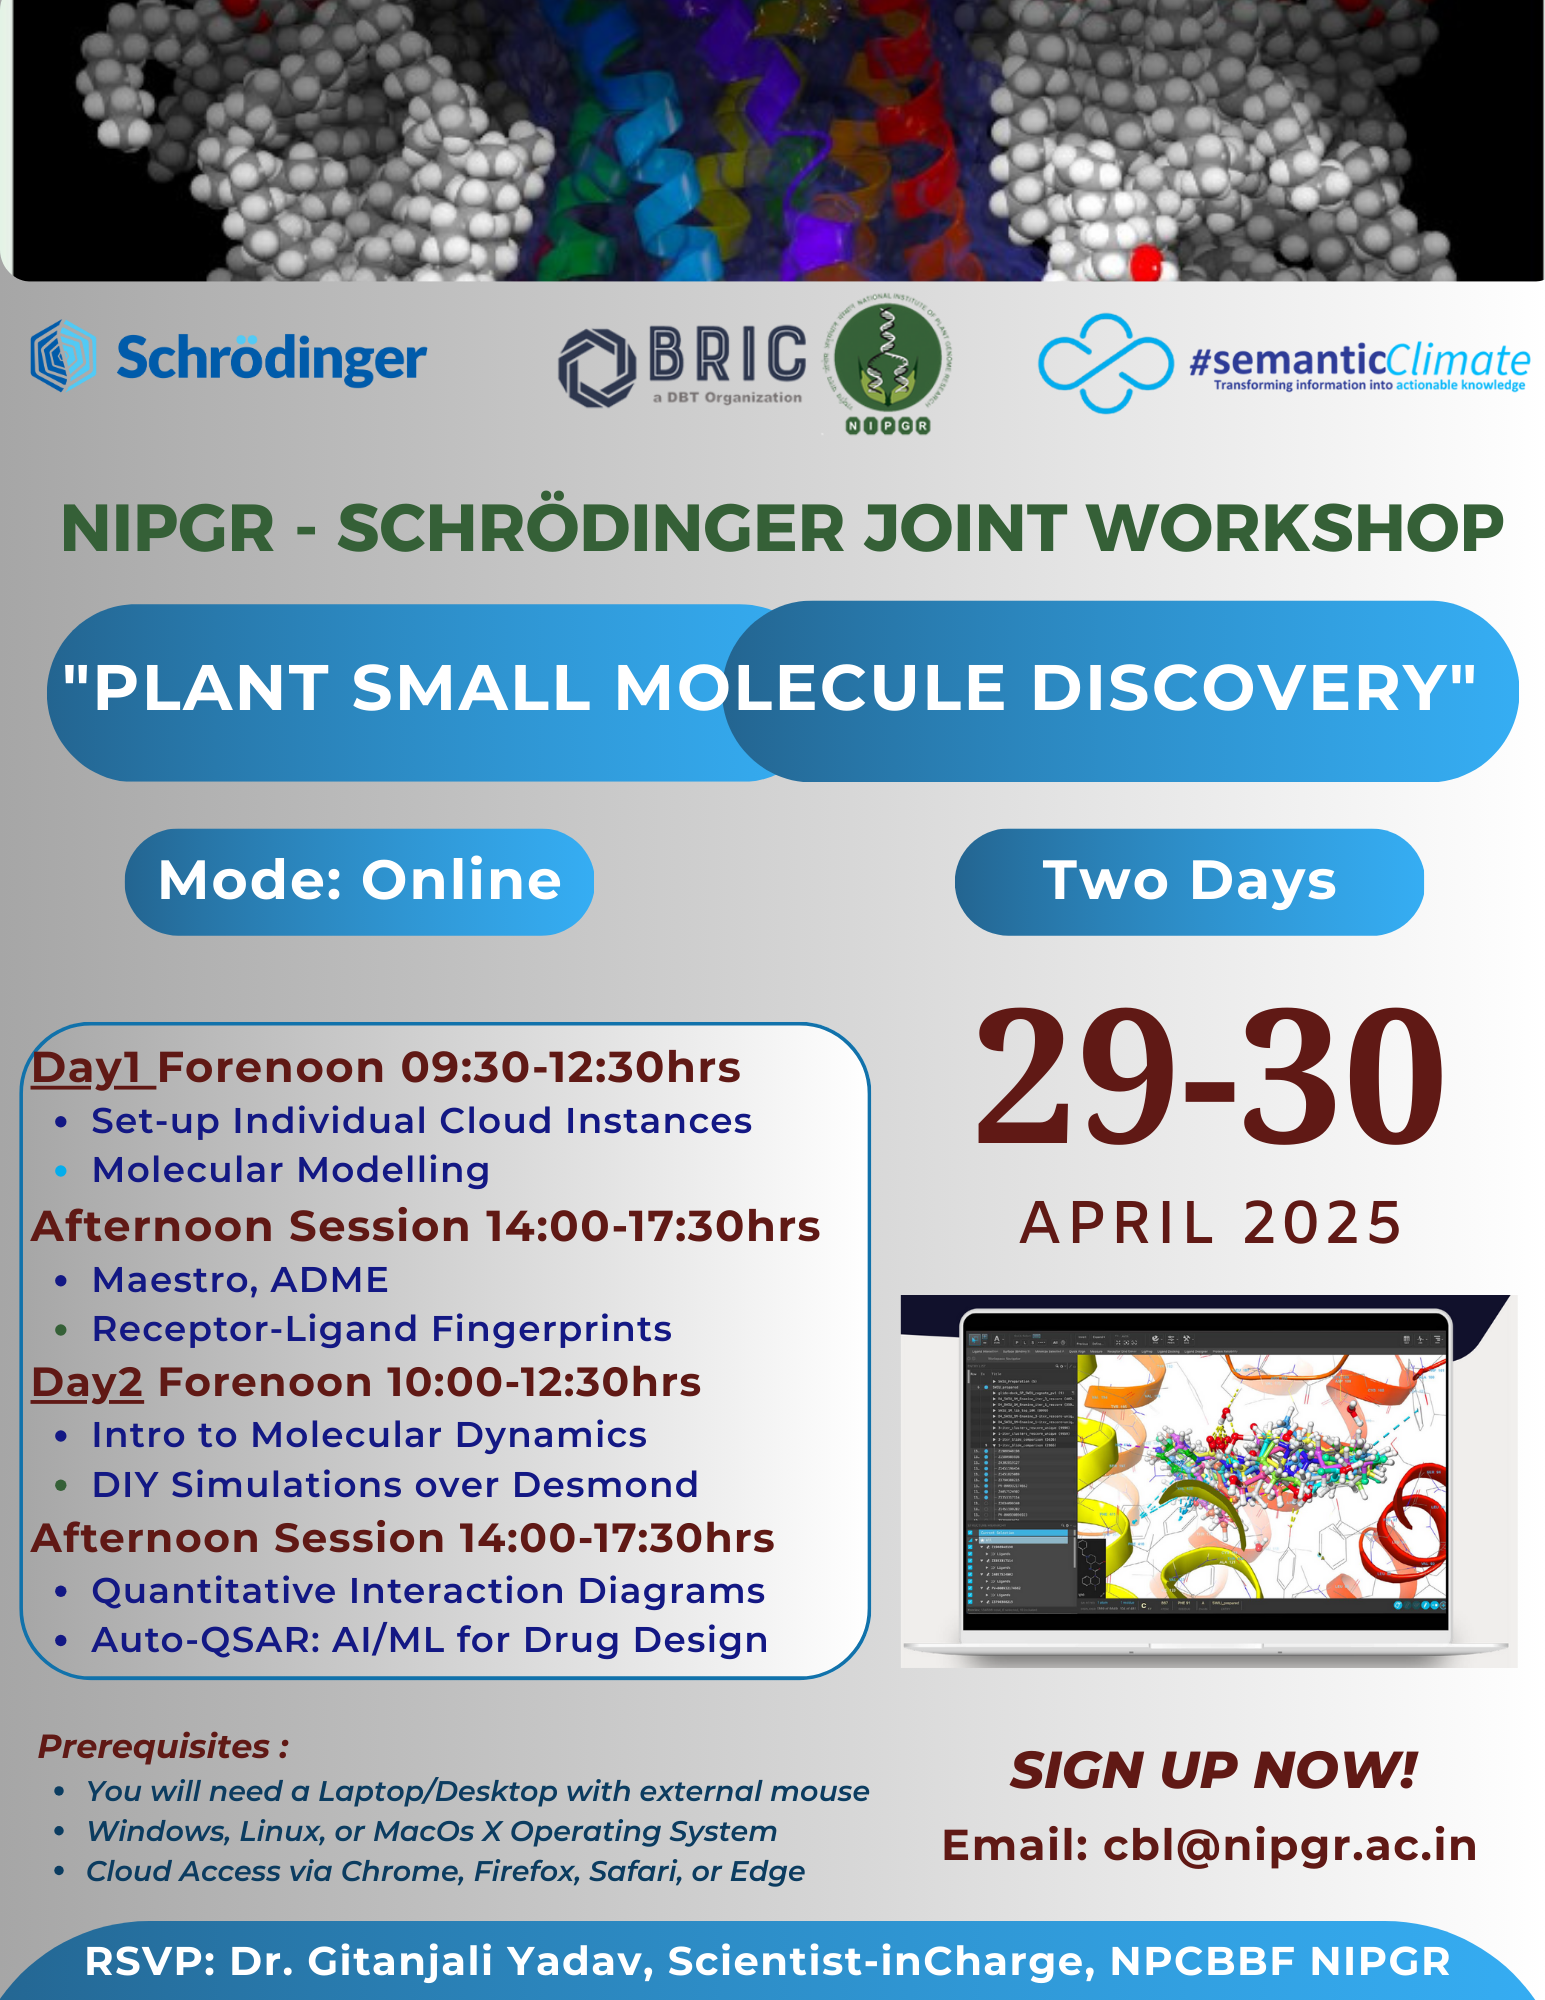 Schrödinger
BRIC
a DBT Organization
NATIONAL INSTITUTE OF PLANT GENOME RESEARCH
NIPGR
#semanticClimate
Transforming information into actionable knowledge
NIPGR - SCHRÖDINGER JOINT WORKSHOP
"PLANT SMALL MOLECULE DISCOVERY"
Mode: Online
Two Days
29-30
APRIL 2025
Day1 Forenoon 09:30-12:30hrs
• Set-up Individual Cloud Instances
• Molecular Modelling
Afternoon Session 14:00-17:30hrs
• Maestro, ADME
• Receptor-Ligand Fingerprints
Day2 Forenoon 10:00-12:30hrs
• Intro to Molecular Dynamics
• DIY Simulations over Desmond
Afternoon Session 14:00-17:30hrs
• Quantitative Interaction Diagrams
• Auto-QSAR: AI/ML for Drug Design
Prerequisites :
• You will need a Laptop/Desktop with external mouse
• Windows, Linux, or MacOs X Operating System
• Cloud Access via Chrome, Firefox, Safari, or Edge
SIGN UP NOW!
Email: cbl@nipgr.ac.in
RSVP: Dr. Gitanjali Yadav, Scientist-inCharge, NPCBBF NIPGR